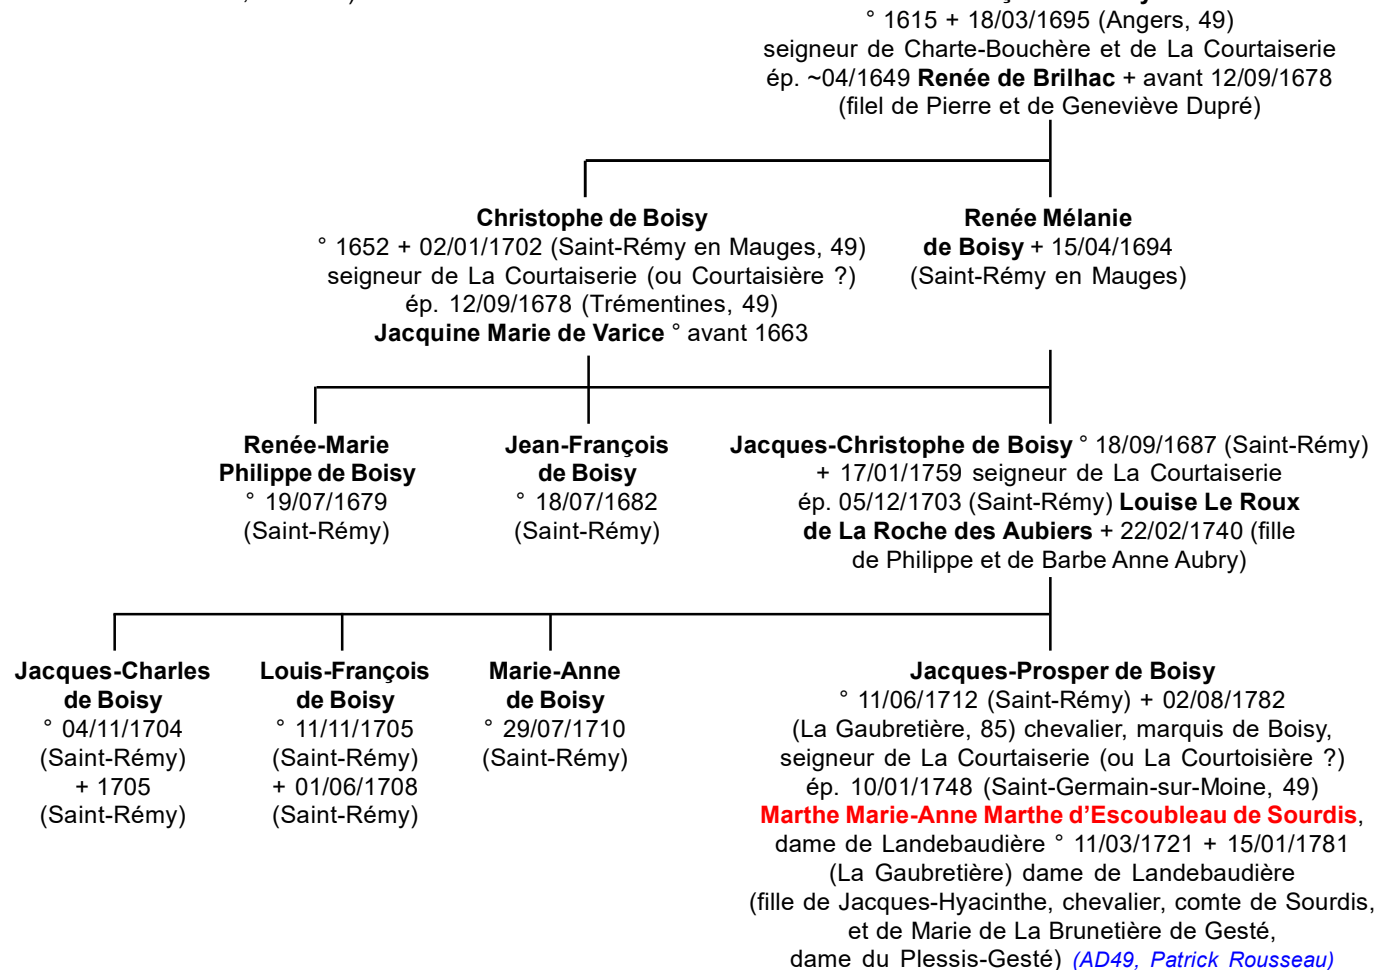 ° 1615 + 18/03/1695 (Angers, 49)
seigneur de Charte-Bouchère et de La Courtaiserie
ép. ~04/1649 Renée de Brilhac + avant 12/09/1678
(filel de Pierre et de Geneviève Dupré)
Christophe de Boisy
° 1652 + 02/01/1702 (Saint-Rémy en Mauges, 49)
seigneur de La Courtaiserie (ou Courtaisière ?)
ép. 12/09/1678 (Trémentines, 49)
Jacquine Marie de Varice ° avant 1663
Renée Mélanie
de Boisy + 15/04/1694
(Saint-Rémy en Mauges)
Renée-Marie
Philippe de Boisy
° 19/07/1679
(Saint-Rémy)
Jean-François
de Boisy
° 18/07/1682
(Saint-Rémy)
Jacques-Christophe de Boisy ° 18/09/1687 (Saint-Rémy)
+ 17/01/1759 seigneur de La Courtaiserie
ép. 05/12/1703 (Saint-Rémy) Louise Le Roux
de La Roche des Aubiers + 22/02/1740 (fille
de Philippe et de Barbe Anne Aubry)
Jacques-Charles
de Boisy
° 04/11/1704
(Saint-Rémy)
+ 1705
(Saint-Rémy)
Louis-François
de Boisy
° 11/11/1705
(Saint-Rémy)
+ 01/06/1708
(Saint-Rémy)
Marie-Anne
de Boisy
° 29/07/1710
(Saint-Rémy)
Jacques-Prosper de Boisy
° 11/06/1712 (Saint-Rémy) + 02/08/1782
(La Gaubretière, 85) chevalier, marquis de Boisy,
seigneur de La Courtaiserie (ou La Courtoisière ?)
ép. 10/01/1748 (Saint-Germain-sur-Moine, 49)
Marthe Marie-Anne Marthe d'Escoubleau de Sourdis,
dame de Landebaudière ° 11/03/1721 + 15/01/1781
(La Gaubretière) dame de Landebaudière
(fille de Jacques-Hyacinthe, chevalier, comte de Sourdis,
et de Marie de La Brunetière de Gesté,
dame du Plessis-Gesté) (AD49, Patrick Rousseau)